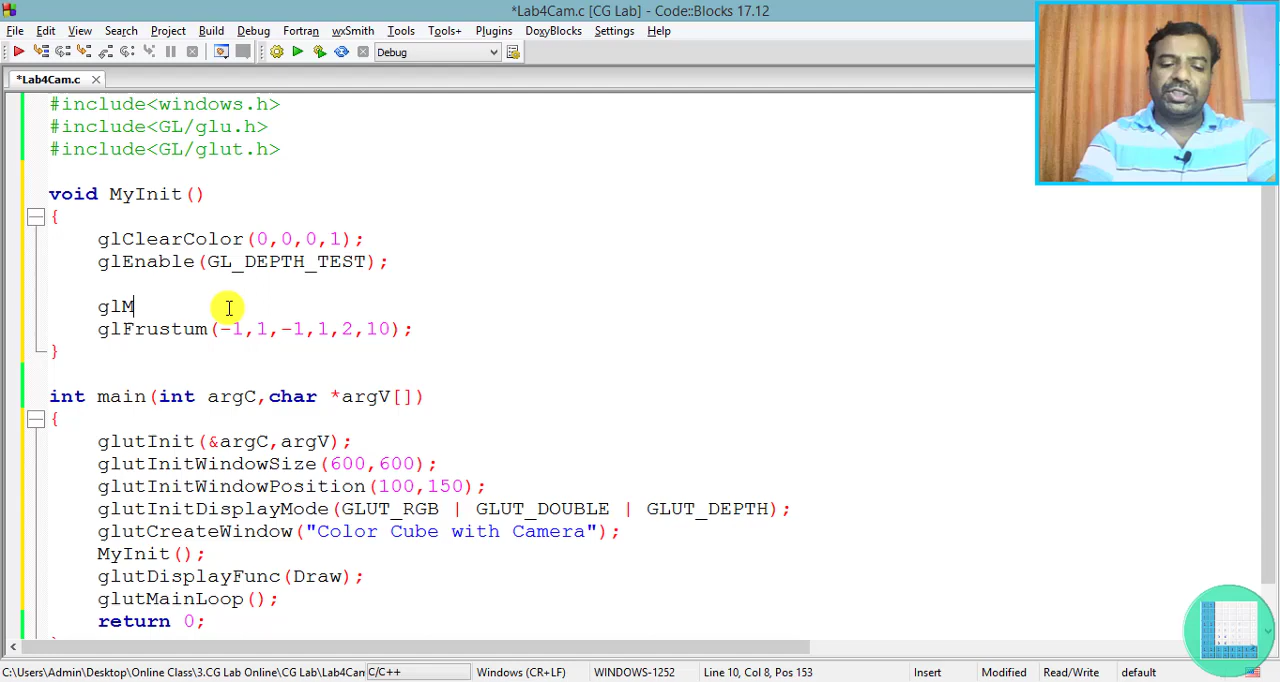 *Lab4Cam.c [CG Lab] - Code::Blocks 17.12
File Edit View Search Project Build Debug Fortran wxSmith Tools Tools+ Plugins DoxyBlocks Settings Help
Debug
*Lab4Cam.c
#include<windows.h>
#include<GL/glu.h>
#include<GL/glut.h>
void MyInit()
{
glClearColor(0,0,0,1);
glEnable(GL_DEPTH_TEST);
glM
glFrustum(-1,1,-1,1,2,10);
}
int main(int argC,char *argV[])
{
glutInit(&argC,argV);
glutInitWindowSize(600,600);
glutInitWindowPosition(100,150);
glutInitDisplayMode(GLUT_RGB | GLUT_DOUBLE | GLUT_DEPTH);
glutCreateWindow("Color Cube with Camera");
MyInit();
glutDisplayFunc(Draw);
glutMainLoop();
return 0;
C:\Users\Admin\Desktop\Online Class\3.CG Lab Online\CG Lab\Lab4Cam C/C++ Windows (CR+LF) WINDOWS-1252 Line 10, Col 8, Pos 153 Insert Modified Read/Write default